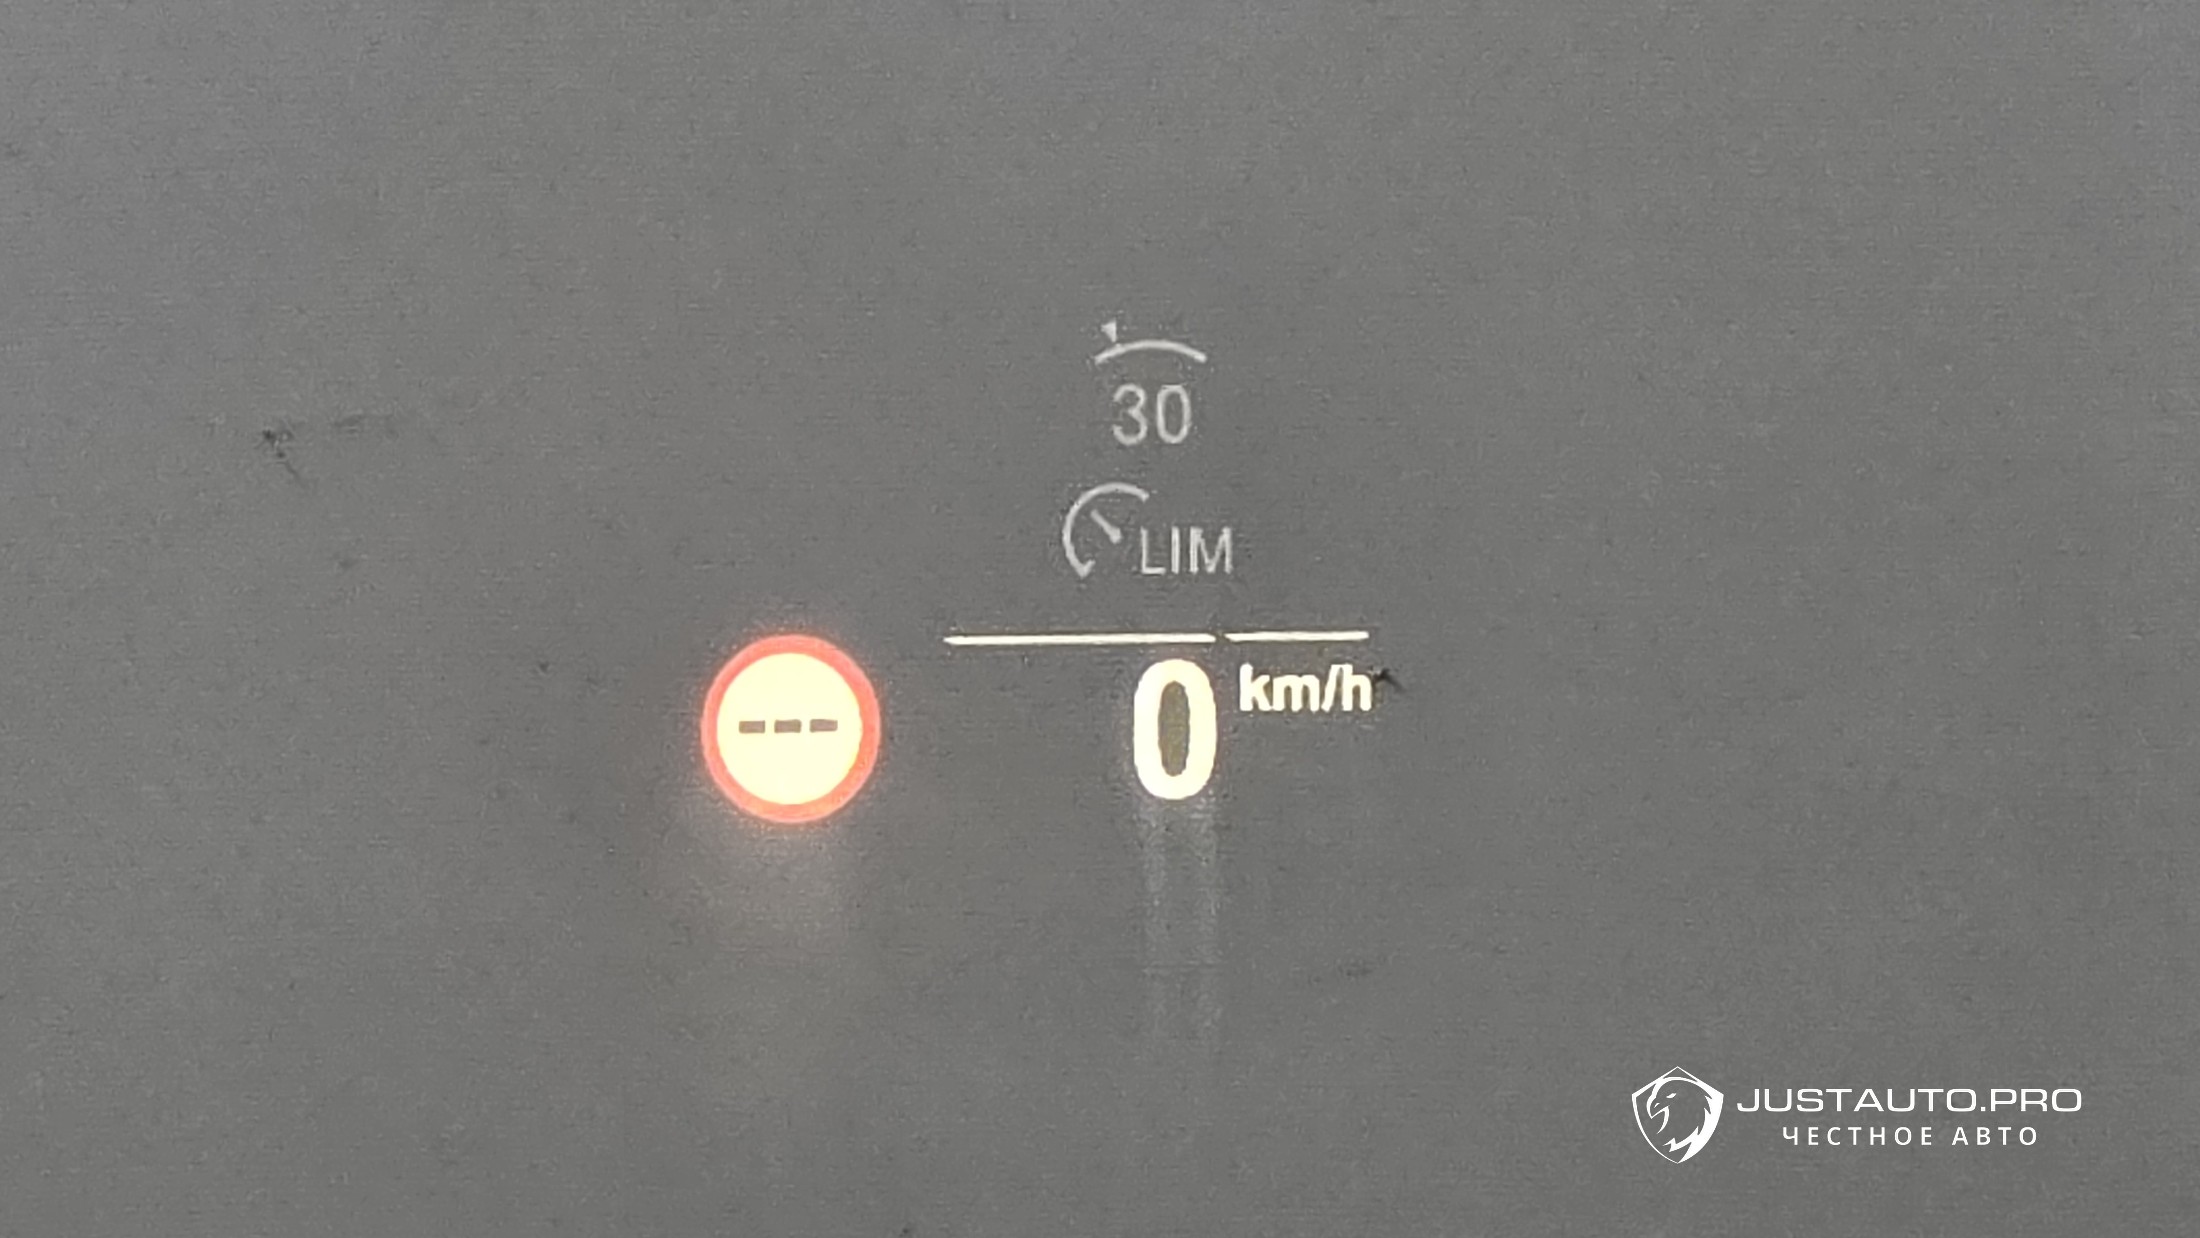 30
LIM
---
0 km/h
JUSTAUTO.PRO
ЧЕСТНОЕ АВТО